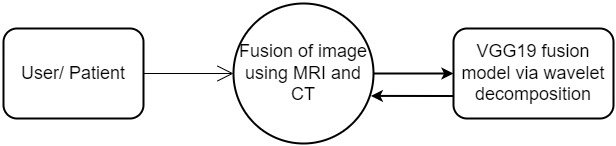 User/ Patient
Fusion of image
using MRI and
CT
VGG19 fusion
model via wavelet
decomposition